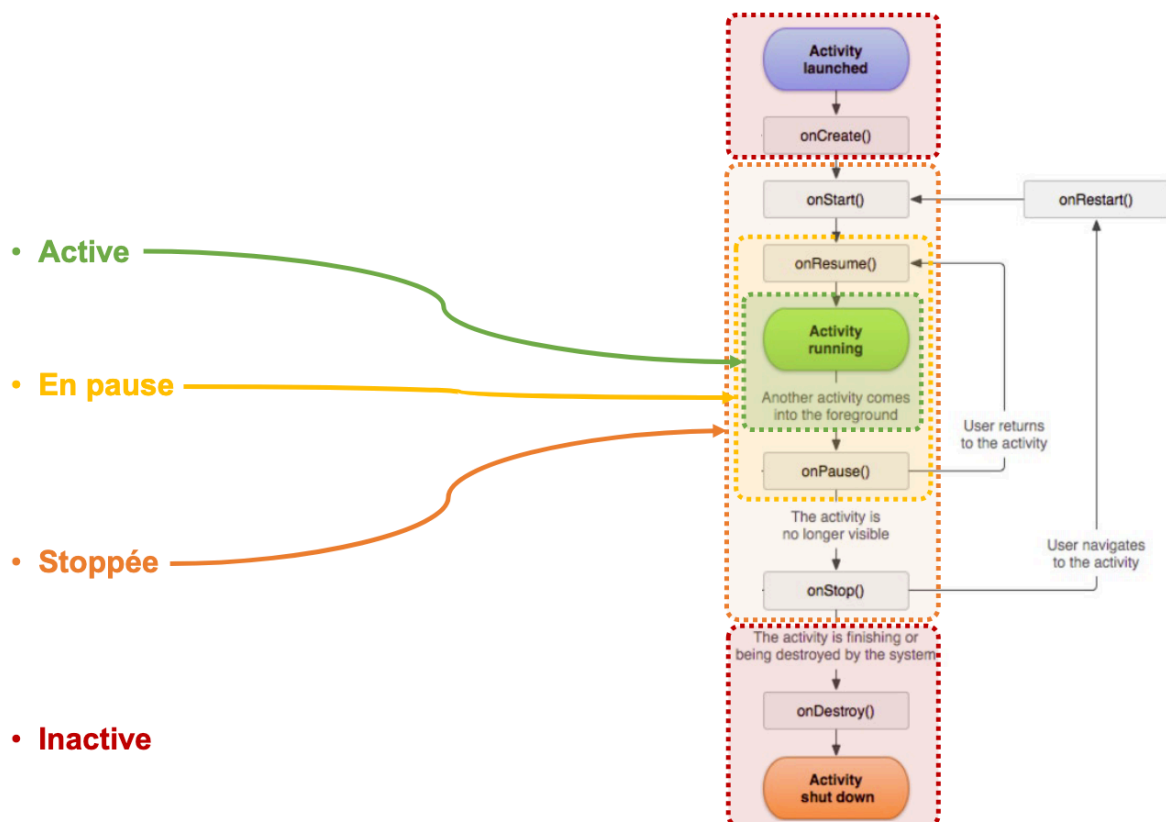 • Active
• En pause
• Stoppée
• Inactive
Activity
launched
onCreate()
onStart()
onRestart()
onResume()
Activity
running
Another activity comes
into the foreground
User returns
to the activity
onPause()
The activity is
no longer visible
User navigates
to the activity
onStop()
The activity is finishing or
being destroyed by the system
onDestroy()
Activity
shut down